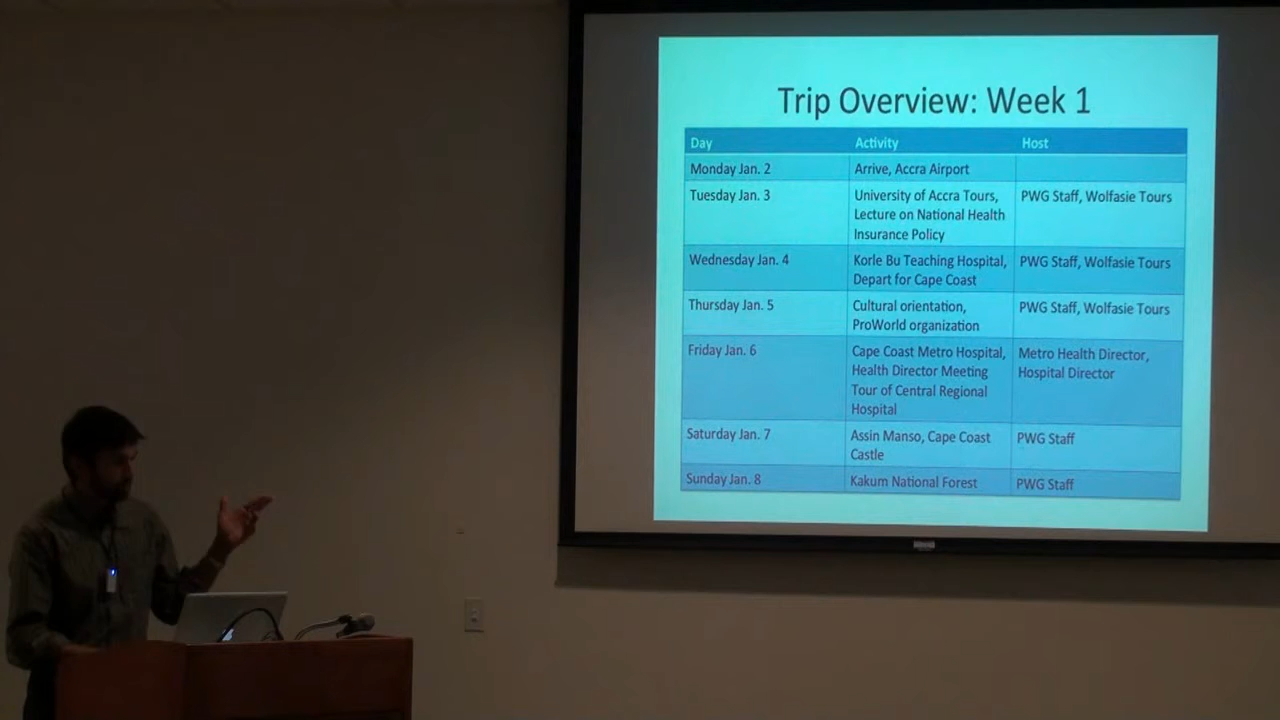 Trip Overview: Week 1
Day Activity Host
Monday Jan. 2 Arrive, Accra Airport
Tuesday Jan. 3 University of Accra Tours, PWG Staff, Wolfasie Tours
Lecture on National Health
Insurance Policy
Wednesday Jan. 4 Korle Bu Teaching Hospital, PWG Staff, Wolfasie Tours
Depart for Cape Coast
Thursday Jan. 5 Cultural orientation, PWG Staff, Wolfasie Tours
ProWorld organization
Friday Jan. 6 Cape Coast Metro Hospital, Metro Health Director,
Health Director Meeting Hospital Director
Tour of Central Regional
Hospital
Saturday Jan. 7 Assin Manso, Cape Coast PWG Staff
Castle
Sunday Jan. 8 Kakum National Forest PWG Staff